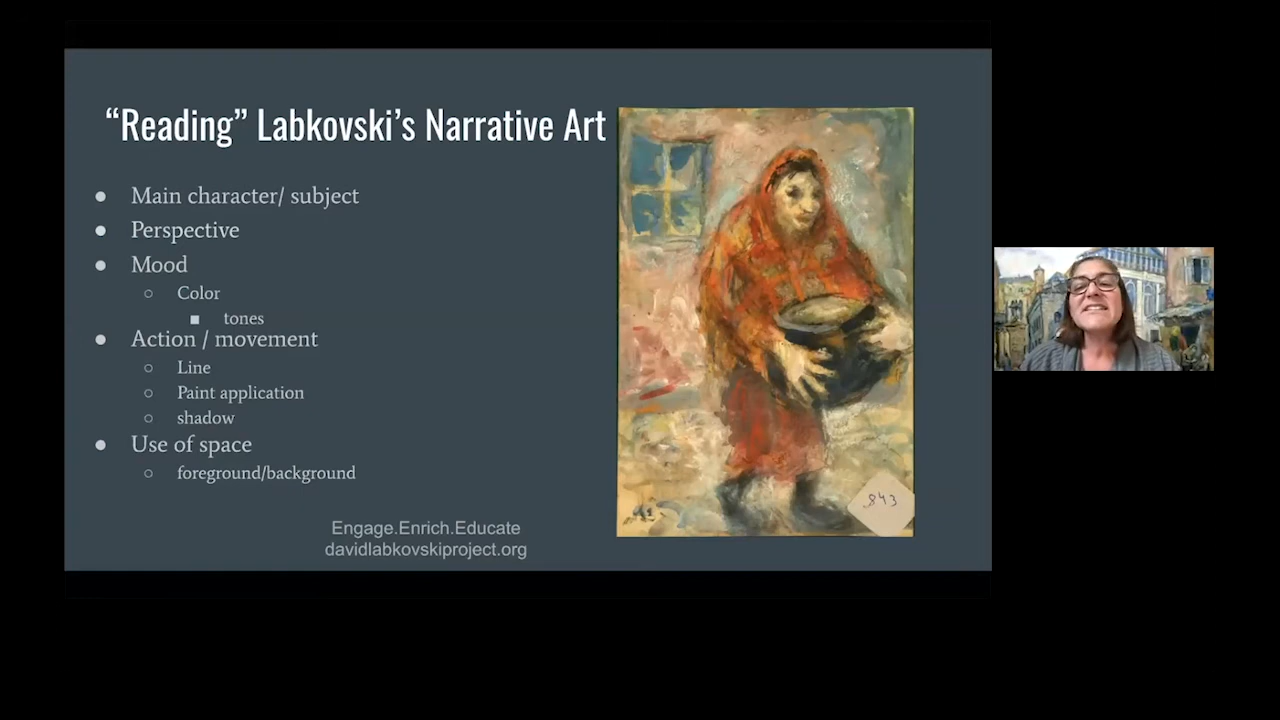 “Reading” Labkovski’s Narrative Art
● Main character/ subject
● Perspective
● Mood
○ Color
■ tones
● Action / movement
○ Line
○ Paint application
○ shadow
● Use of space
○ foreground/background
843
Engage.Enrich.Educate
davidlabkovskiproject.org